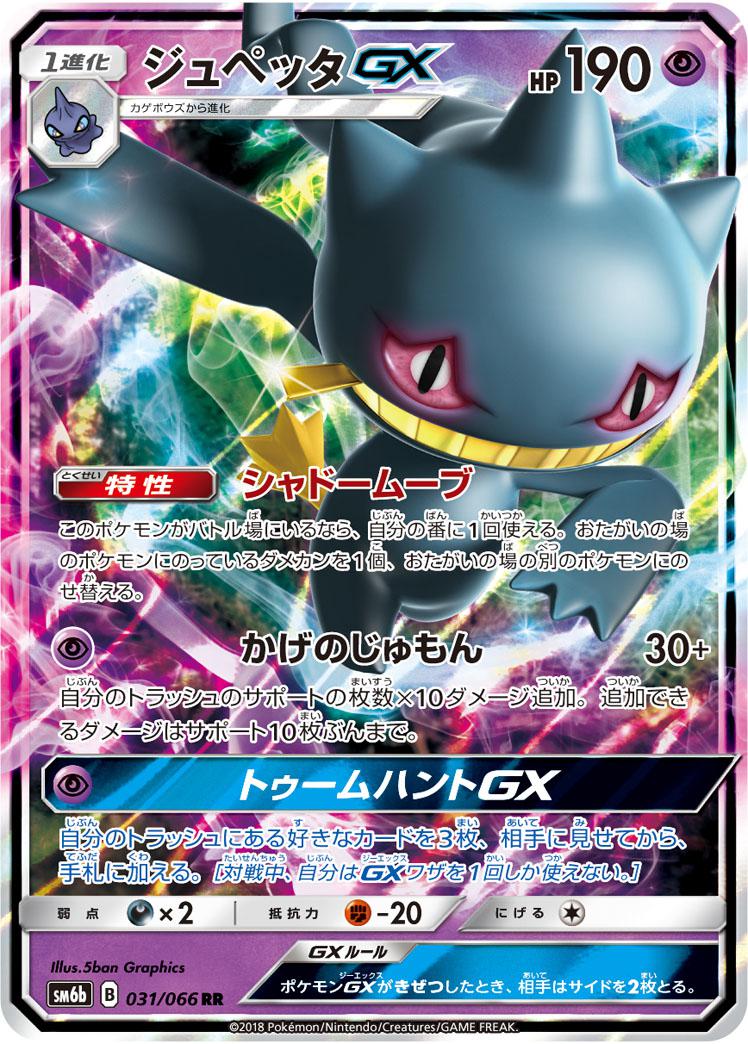 1進化
ジュペッタGX
HP 190
カゲボウズから進化
とくせい
特性 シャドームーブ
このポケモンがバトル場にいるなら、自分の番に1回使える。おたがいの場
のポケモンにのっているダメカンを1個、おたがいの場の別のポケモンにの
せ替える。
かげのじゅもん 30+
自分のトラッシュのサポートの枚数×10ダメージ追加。追加でき
るダメージはサポート10枚ぶんまで。
トゥームハントGX
自分のトラッシュにある好きなカードを3枚、相手に見せてから、
手札に加える。[対戦中、自分はGXワザを1回しか使えない。]
弱点 ×2 抵抗力 -20 にげる
GXルール
ポケモンGXがきぜつしたとき、相手はサイドを2枚とる。
Illus.5ban Graphics
sm6b B 031/066 RR
©2018 Pokémon/Nintendo/Creatures/GAME FREAK.